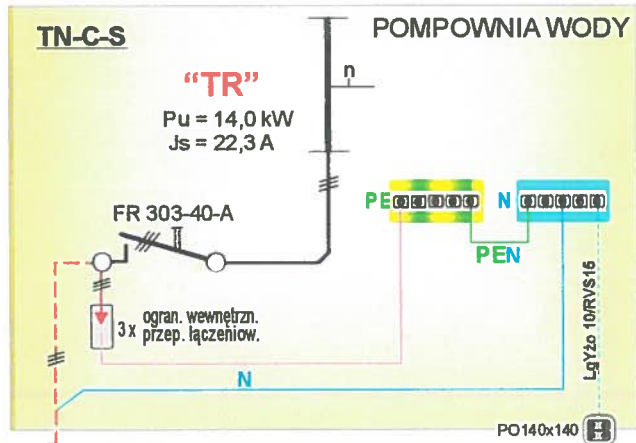 TN-C-S
POMPOWNIA WODY
"TR"
n
Pu = 14,0 kW
Js = 22,3 A
PE
N
FR 303-40-A
PEN
3 x ogran. wewnętrzn.
przep. łączeniow.
LgYżo 10/RVS15
N
PO140x140